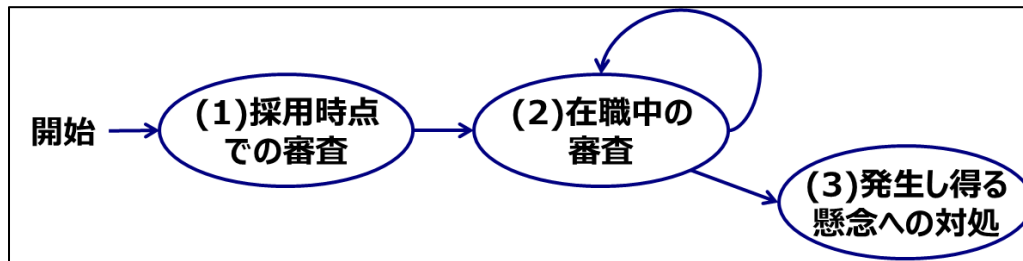 開始
(1)採用時点
での審査
(2)在職中の
審査
(3)発生し得る
懸念への対処